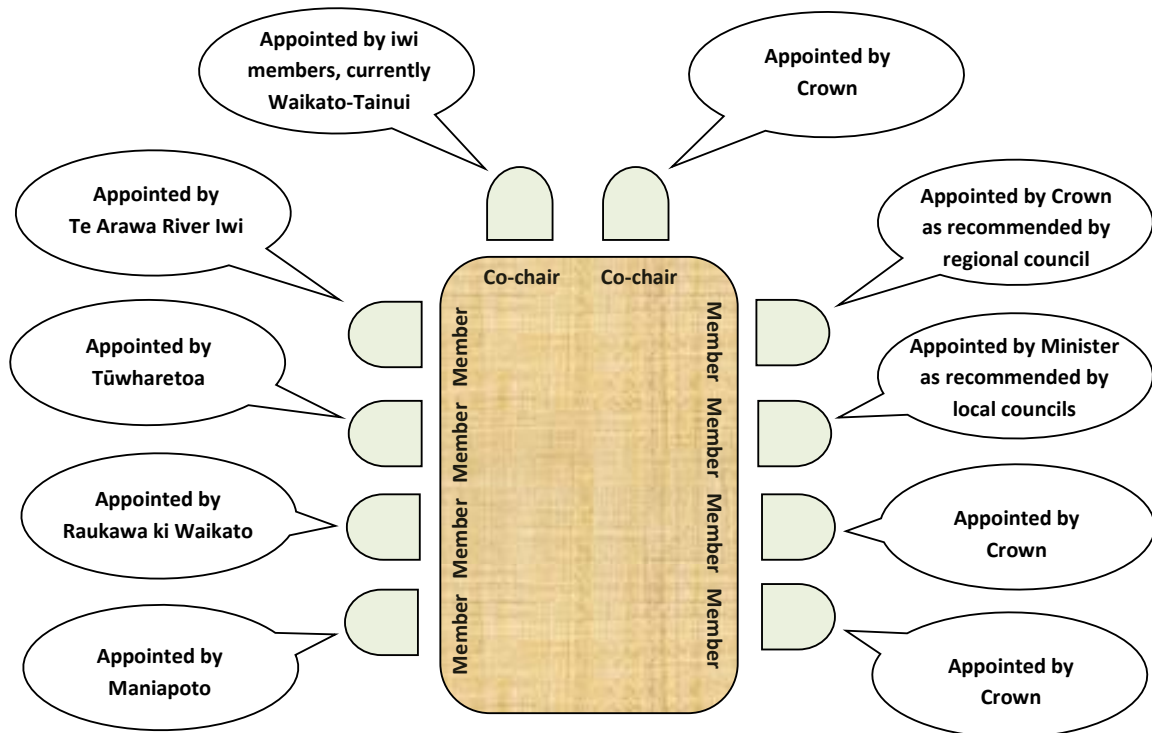 Appointed by iwi
members, currently
Waikato-Tainui
Appointed by
Crown
Appointed by
Te Arawa River Iwi
Appointed by Crown
as recommended by
regional council
Co-chair
Co-chair
Member
Member
Appointed by
Tūwharetoa
Appointed by Minister
as recommended by
local councils
Member
Member
Appointed by
Raukawa ki Waikato
Appointed by
Crown
Member
Member
Appointed by
Maniapoto
Appointed by
Crown
Member
Member